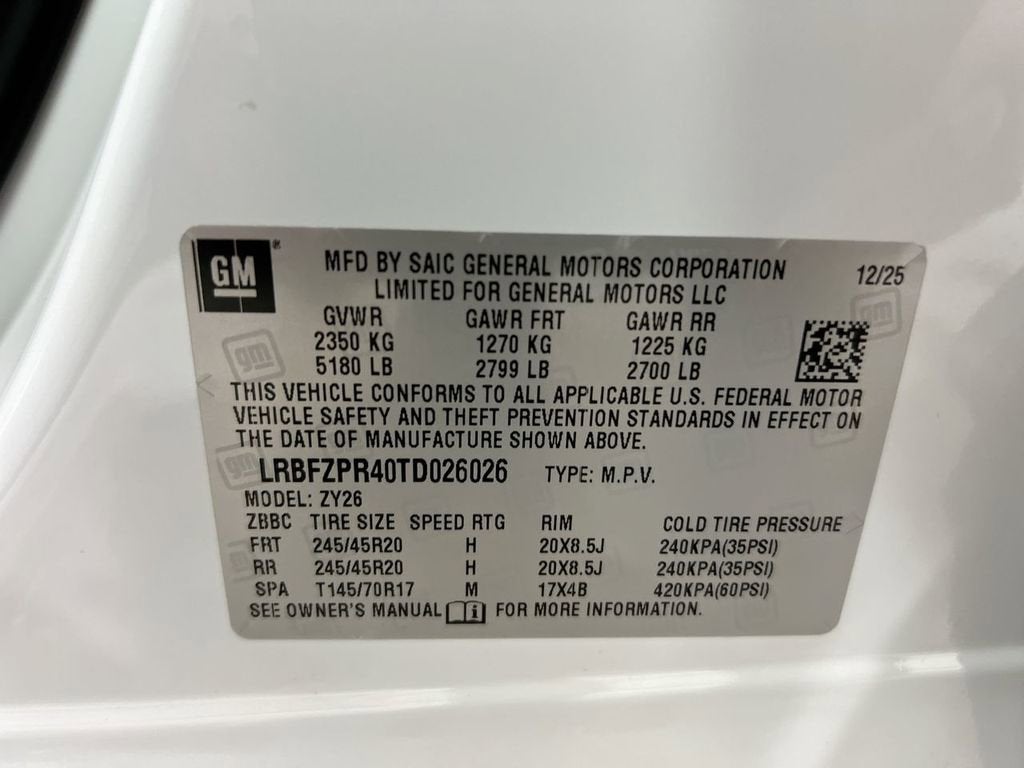 GM®
MFD BY SAIC GENERAL MOTORS CORPORATION 12/25
LIMITED FOR GENERAL MOTORS LLC
GVWR GAWR FRT GAWR RR
2350 KG 1270 KG 1225 KG
5180 LB 2799 LB 2700 LB
THIS VEHICLE CONFORMS TO ALL APPLICABLE U.S. FEDERAL MOTOR
VEHICLE SAFETY AND THEFT PREVENTION STANDARDS IN EFFECT ON
THE DATE OF MANUFACTURE SHOWN ABOVE.
LRBFZPR40TD026026 TYPE: M.P.V.
MODEL: ZY26
ZBBC TIRE SIZE SPEED RTG RIM COLD TIRE PRESSURE
FRT 245/45R20 H 20X8.5J 240KPA(35PSI)
RR 245/45R20 H 20X8.5J 240KPA(35PSI)
SPA T145/70R17 M 17X4B 420KPA(60PSI)
SEE OWNER'S MANUAL i FOR MORE INFORMATION.
gm
gm
gm